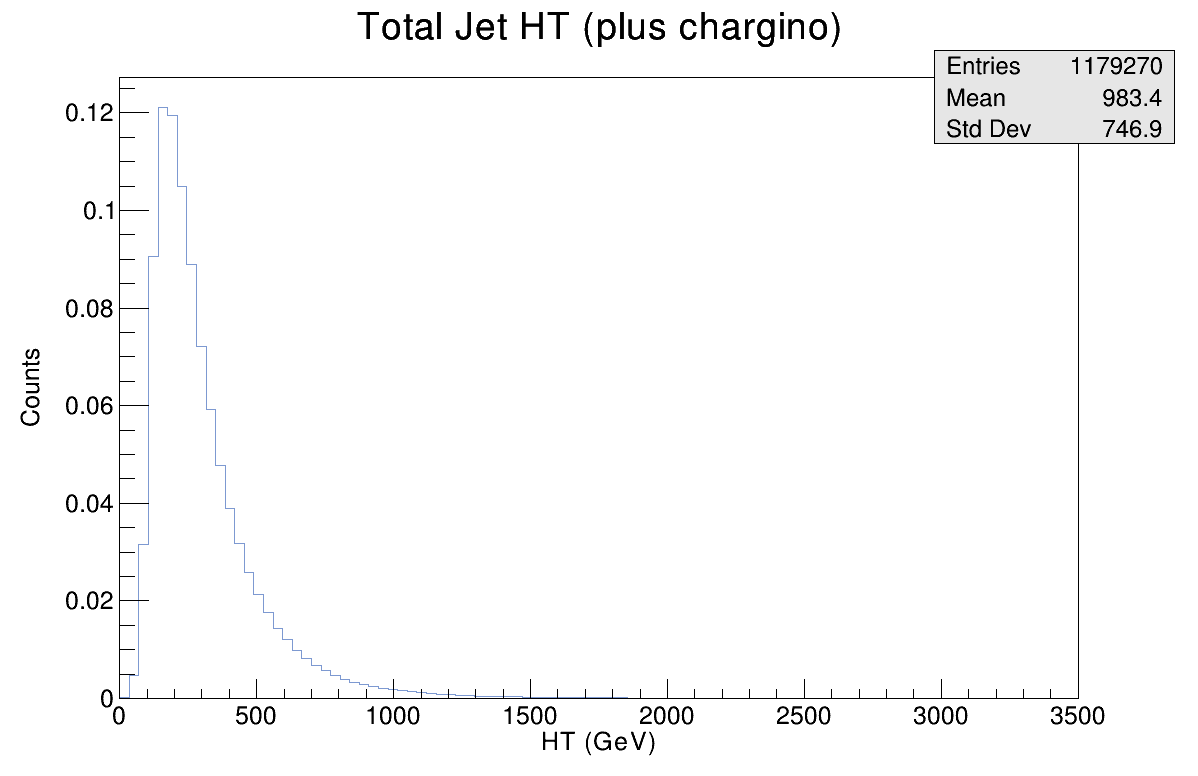 Total Jet HT (plus chargino)
Entries 1179270
Mean 983.4
Std Dev 746.9
0.12
0.1
0.08
0.06
0.04
0.02
0
Counts
0 500 1000 1500 2000 2500 3000 3500
HT (GeV)